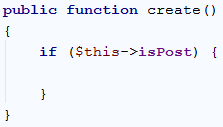 public function create()
{
    if ($this->isPost) {

    }
}